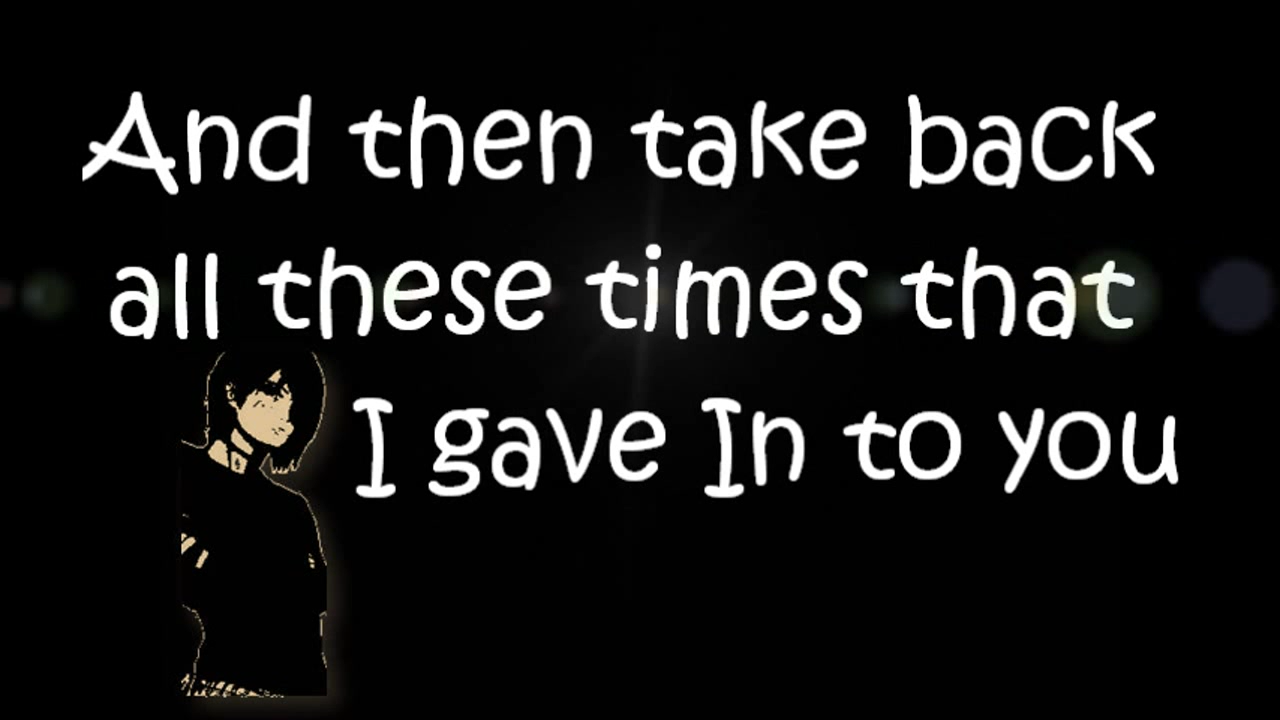 And then take back
all these times that
I gave In to you